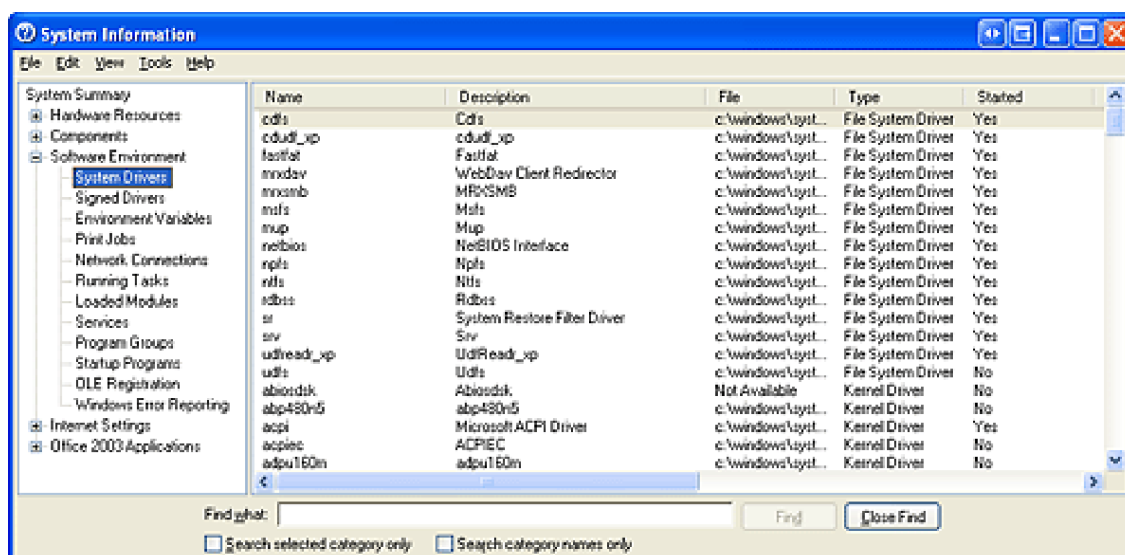 System Information
File Edit View Tools Help
System Summary
Hardware Resources
Components
Software Environment
System Drivers
Signed Drivers
Environment Variables
Print Jobs
Network Connections
Running Tasks
Loaded Modules
Services
Program Groups
Startup Programs
OLE Registration
Windows Error Reporting
Internet Settings
Office 2003 Applications
Name Description File Type Started
cdfs Cdfs c:\windows\syst... File System Driver Yes
cdudf_xp cdudf_xp c:\windows\syst... File System Driver Yes
fastfat Fastfat c:\windows\syst... File System Driver Yes
mrxdav WebDav Client Redirector c:\windows\syst... File System Driver Yes
mrxsmb MRXSMB c:\windows\syst... File System Driver Yes
msfs Msfs c:\windows\syst... File System Driver Yes
mup Mup c:\windows\syst... File System Driver Yes
netbios NetBIOS Interface c:\windows\syst... File System Driver Yes
npfs Npfs c:\windows\syst... File System Driver Yes
ntfs Ntfs c:\windows\syst... File System Driver Yes
rdbss Rdbss c:\windows\syst... File System Driver Yes
sr System Restore Filter Driver c:\windows\syst... File System Driver Yes
srv Srv c:\windows\syst... File System Driver Yes
udfreadr_xp UdfReadr_xp c:\windows\syst... File System Driver Yes
udfs Udfs c:\windows\syst... File System Driver No
abiosdsk Abiosdsk Not Available Kernel Driver No
abp480n5 abp480n5 c:\windows\syst... Kernel Driver No
acpi Microsoft ACPI Driver c:\windows\syst... Kernel Driver Yes
acpiec ACPIEC c:\windows\syst... Kernel Driver No
adpu160m adpu160m c:\windows\syst... Kernel Driver No
Find what: Find Close Find
Search selected category only Search category names only